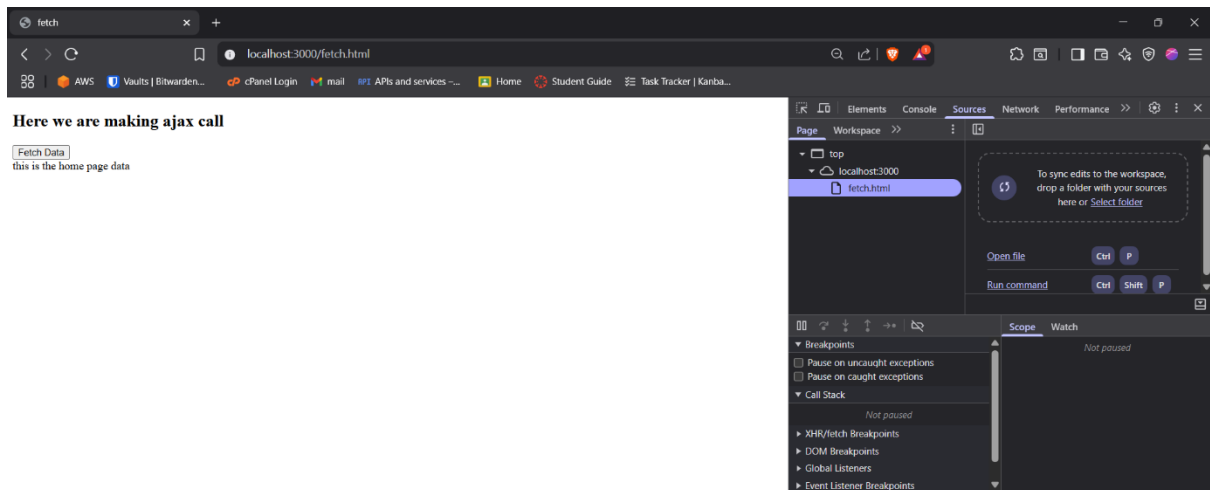 fetch
localhost:3000/fetch.html
AWS Vaults | Bitwarden... cPanel Login mail RPI APIs and services –... Home Student Guide Task Tracker | Kanba...
Here we are making ajax call
Fetch Data
this is the home page data
Elements Console Sources Network Performance
Page Workspace
top
localhost:3000
fetch.html
To sync edits to the workspace,
drop a folder with your sources
here or Select folder
Open file Ctrl P
Run command Ctrl Shift P
Scope Watch
Not paused
Breakpoints
Pause on uncaught exceptions
Pause on caught exceptions
Call Stack
Not paused
XHR/fetch Breakpoints
DOM Breakpoints
Global Listeners
Event Listener Breakpoints